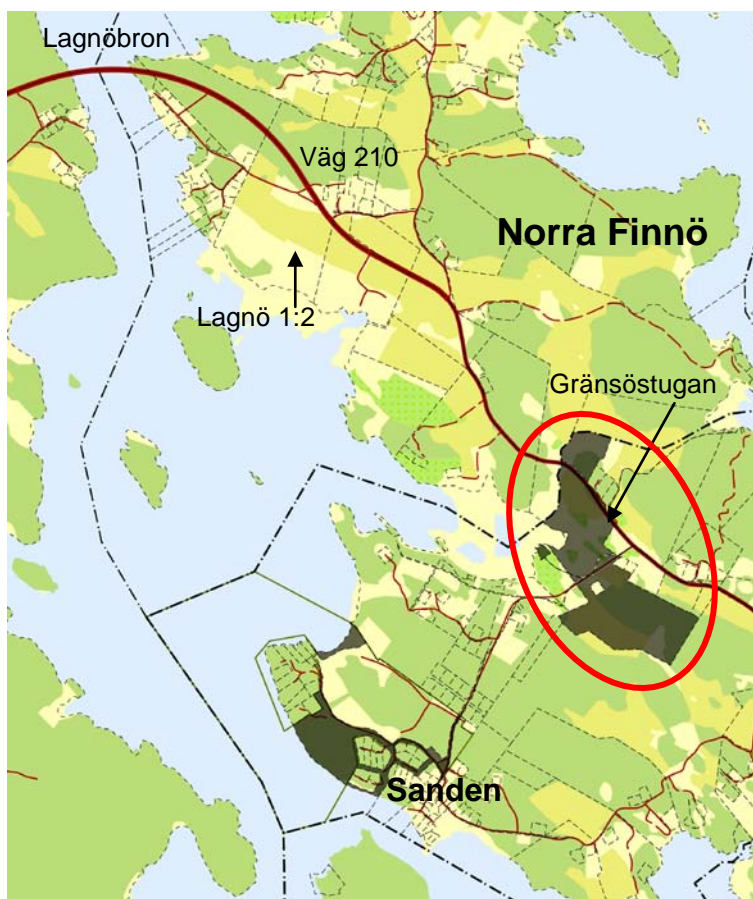 Lagnöbron
Väg 210
Norra Finnö
Lagnö 1:2
Gränsöstugan
Sanden